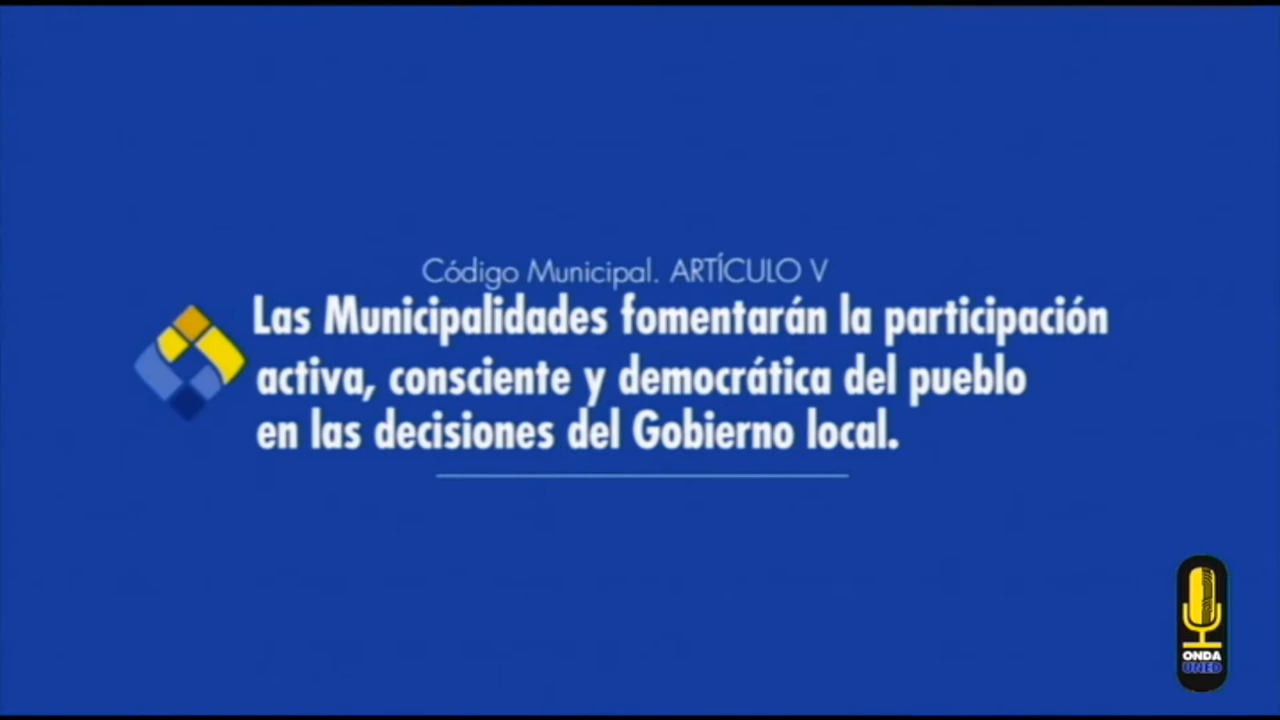 Código Municipal. ARTÍCULO V
Las Municipalidades fomentarán la participación
activa, consciente y democrática del pueblo
en las decisiones del Gobierno local.
ONDA
UNED